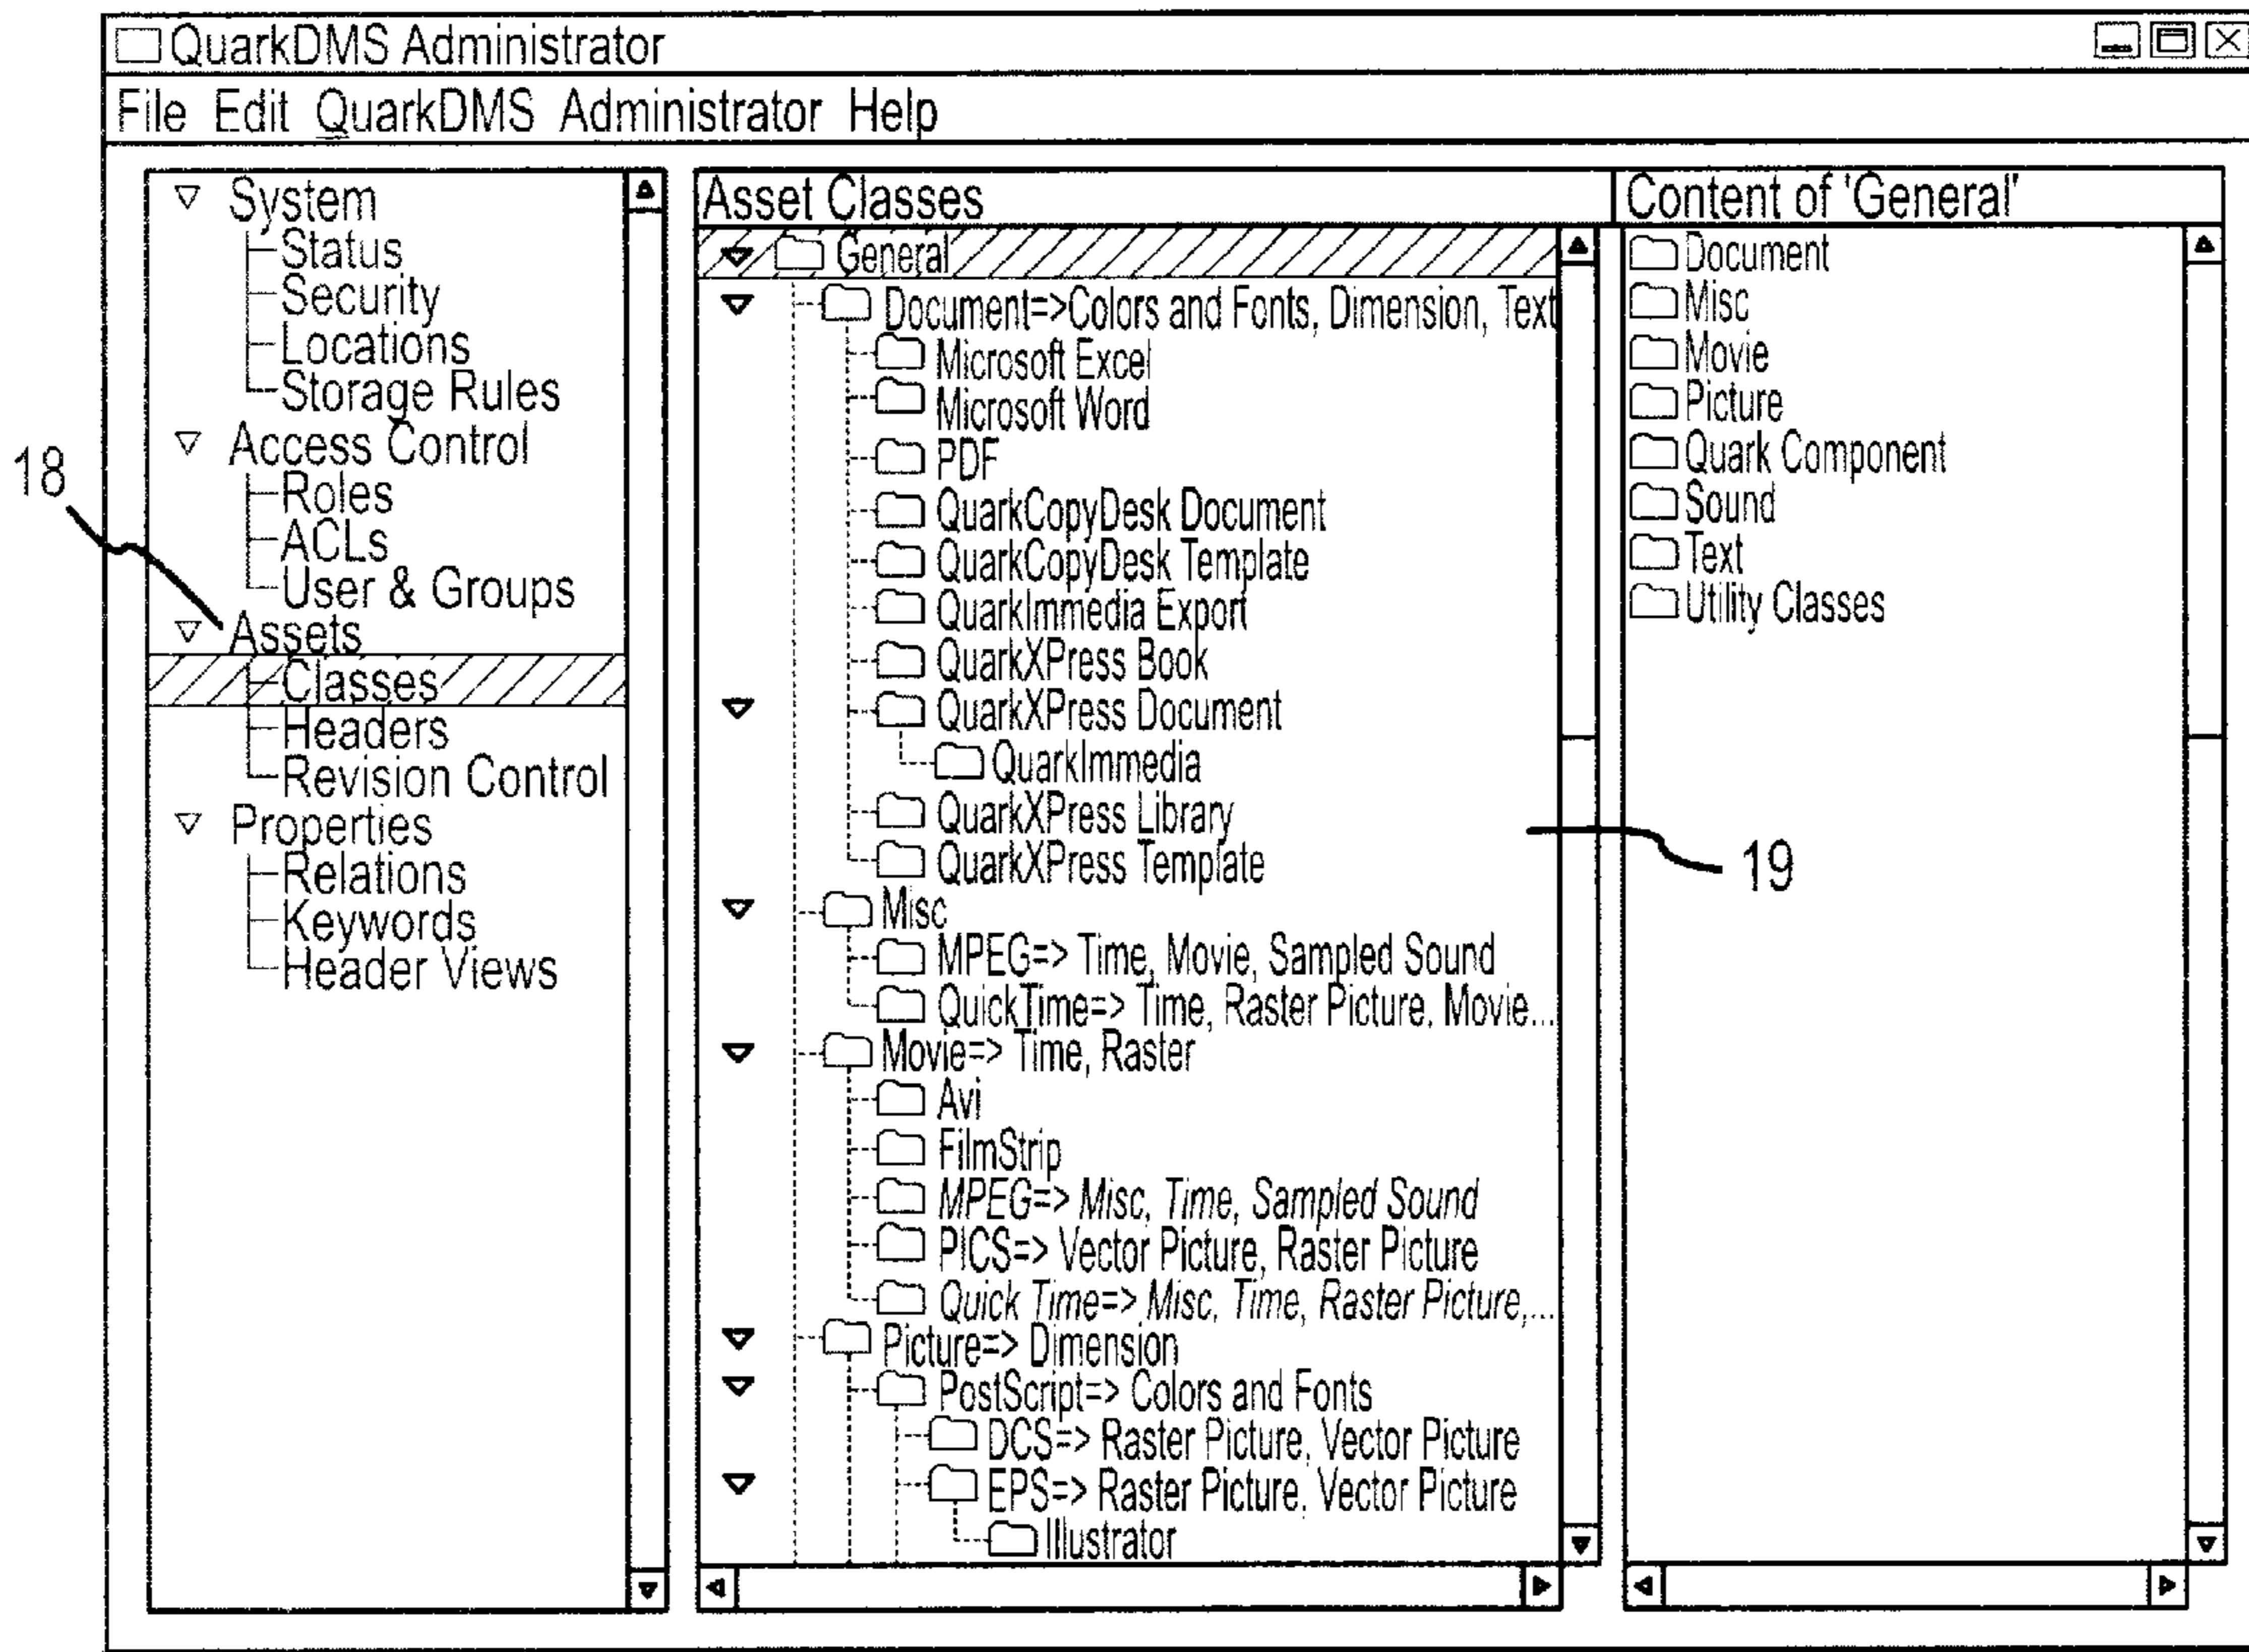 QuarkDMS Administrator
File Edit QuarkDMS Administrator Help
System
Status
Security
Locations
Storage Rules
Access Control
Roles
ACLs
User & Groups
Assets
Classes
Headers
Revision Control
Properties
Relations
Keywords
Header Views
18
Asset Classes
General
Document=>Colors and Fonts, Dimension, Text
Microsoft Excel
Microsoft Word
PDF
QuarkCopyDesk Document
QuarkCopyDesk Template
QuarkImmedia Export
QuarkXPress Book
QuarkXPress Document
QuarkImmedia
QuarkXPress Library
QuarkXPress Template
Misc
MPEG=> Time, Movie, Sampled Sound
QuickTime=> Time, Raster Picture, Movie...
Movie=> Time, Raster
Avi
FilmStrip
MPEG=> Misc, Time, Sampled Sound
PICS=> Vector Picture, Raster Picture
Quick Time=> Misc, Time, Raster Picture,...
Picture=> Dimension
PostScript=> Colors and Fonts
DCS=> Raster Picture, Vector Picture
EPS=> Raster Picture, Vector Picture
Illustrator
19
Content of 'General'
Document
Misc
Movie
Picture
Quark Component
Sound
Text
Utility Classes